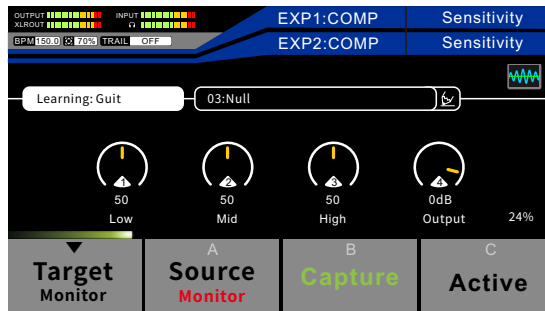 OUTPUT INPUT EXP1:COMP Sensitivity
XLROUT
BPM 150.0 70% TRAIL OFF EXP2:COMP Sensitivity
Learning: Guit 03:Null
1 2 3 4
50 50 50 0dB
Low Mid High Output 24%
A B C
Target Source Capture Active
Monitor Monitor